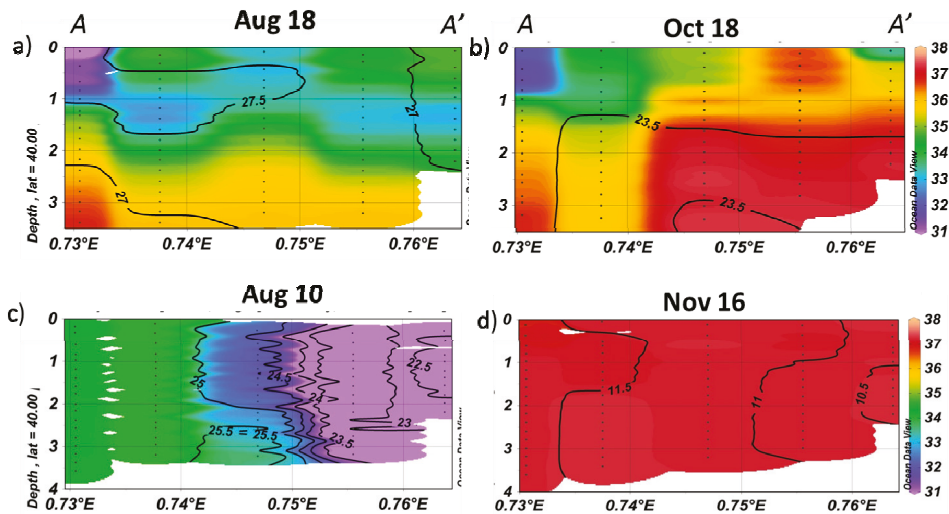 Aug 18
Oct 18
A
A'
A
A'
a)
b)
0
1
2
3
Depth , lat = 40.00
27.5
27
27
0.73°E
0.74°E
0.75°E
0.76°E
0
1
2
3
23.5
23.5
0.73°E
0.74°E
0.75°E
0.76°E
Ocean Data View
38
37
36
35
34
33
32
31
Aug 10
Nov 16
c)
d)
0
1
2
3
4
Depth , lat = 40.00
25
24.5
24
22.5
23
23.5
25.5 = 25.5
0.73°E
0.74°E
0.75°E
0.76°E
0
1
2
3
4
11.5
11
10.5
0.73°E
0.74°E
0.75°E
0.76°E
Ocean Data View
38
37
36
35
34
33
32
31